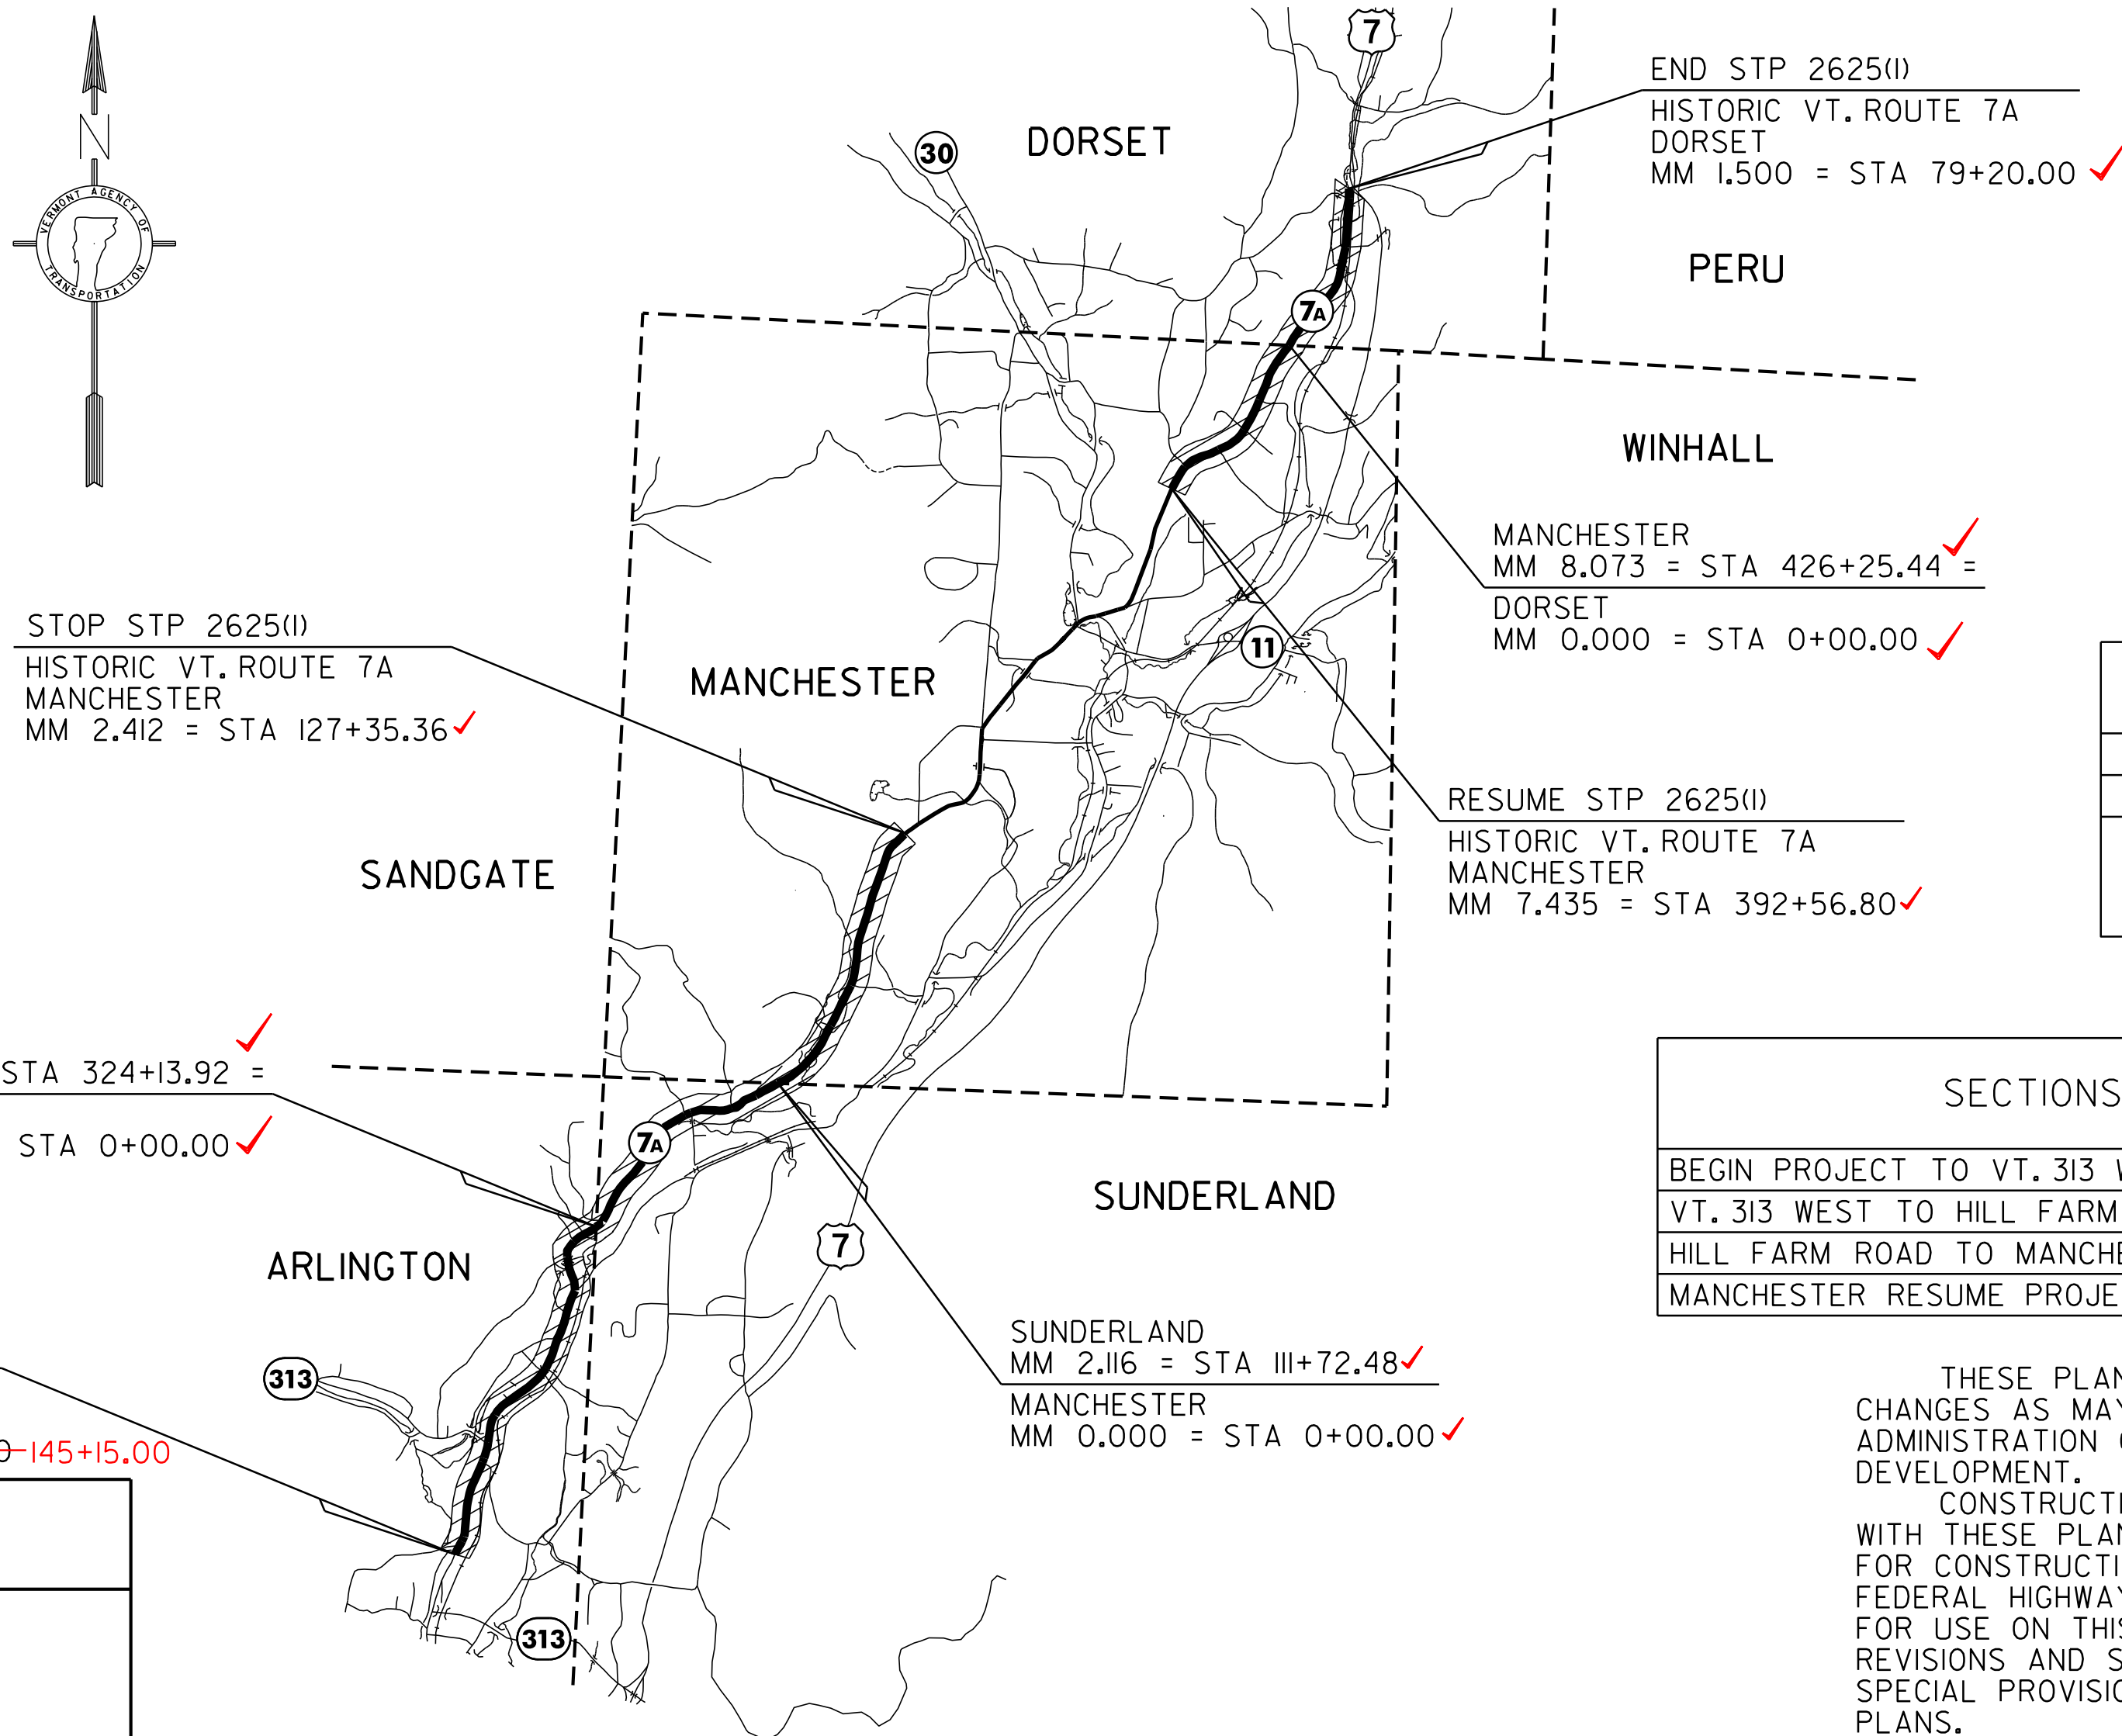 N
VERMONT AGENCY OF
TRANSPORTATION
7
30
DORSET
END STP 2625(1)
HISTORIC VT. ROUTE 7A
DORSET
MM 1.500 = STA 79+20.00
PERU
7A
WINHALL
MANCHESTER
MM 8.073 = STA 426+25.44 =
DORSET
MM 0.000 = STA 0+00.00
STOP STP 2625(1)
HISTORIC VT. ROUTE 7A
MANCHESTER
MM 2.412 = STA 127+35.36
11
MANCHESTER
RESUME STP 2625(1)
HISTORIC VT. ROUTE 7A
MANCHESTER
MM 7.435 = STA 392+56.80
SANDGATE
STA 324+13.92 =
STA 0+00.00
7A
SUNDERLAND
7
ARLINGTON
SUNDERLAND
MM 2.116 = STA 111+72.48
MANCHESTER
MM 0.000 = STA 0+00.00
313
145+15.00
313
SECTIONS
BEGIN PROJECT TO VT. 313 W
VT. 313 WEST TO HILL FARM
HILL FARM ROAD TO MANCHE
MANCHESTER RESUME PROJE
THESE PLAN
CHANGES AS MAY
ADMINISTRATION
DEVELOPMENT.
CONSTRUCTI
WITH THESE PLAN
FOR CONSTRUCTI
FEDERAL HIGHWAY
FOR USE ON THIS
REVISIONS AND S
SPECIAL PROVISIO
PLANS.